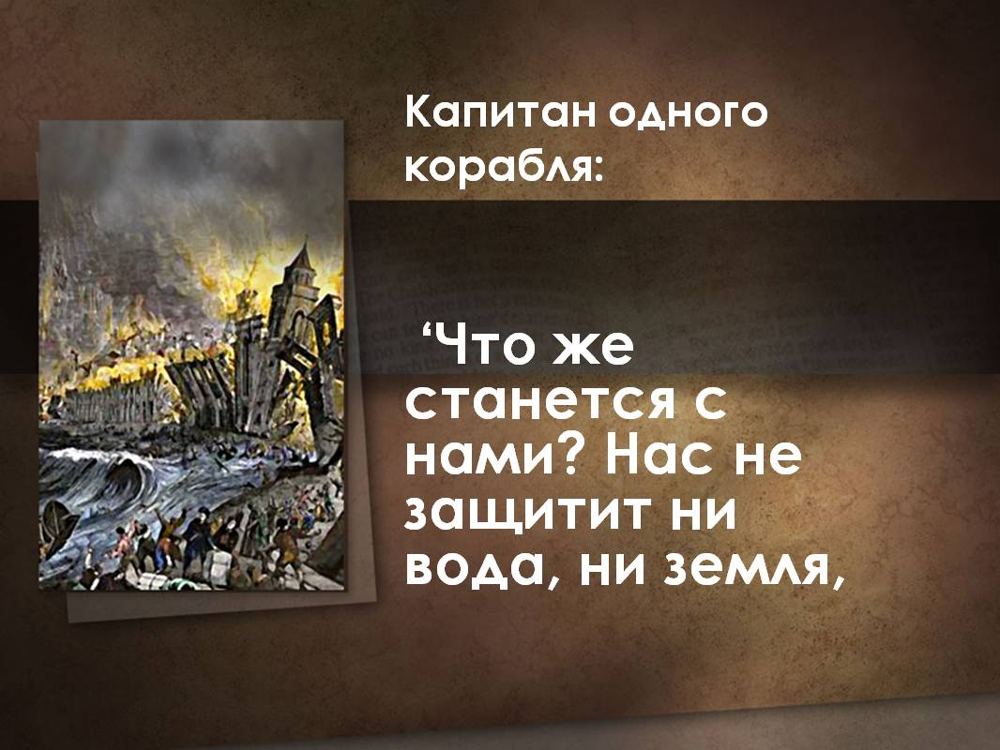 Капитан одного
корабля:
‘Что же
станется с
нами? Нас не
защитит ни
вода, ни земля,